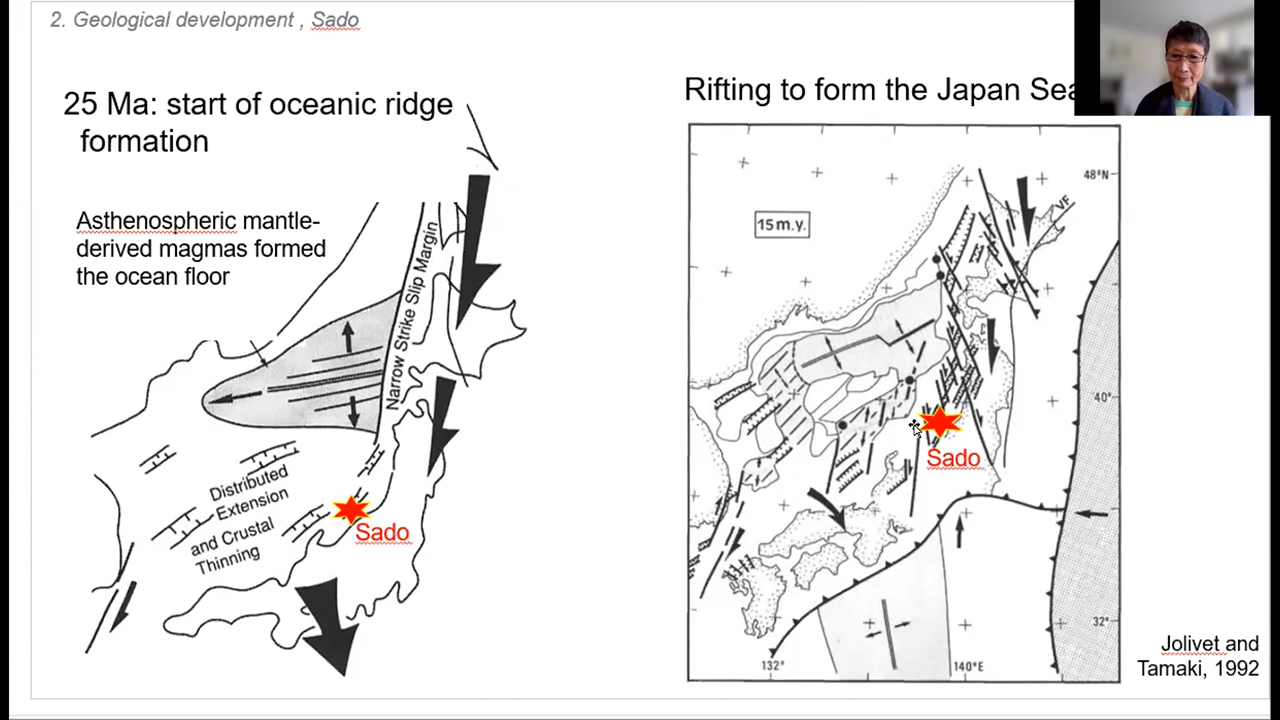 2. Geological development , Sado
25 Ma: start of oceanic ridge
formation
Asthenospheric mantle-
derived magmas formed
the ocean floor
Narrow Strike Slip Margin
Distributed
Extension
and Crustal
Thinning
Sado
Rifting to form the Japan Sea
15 m.y.
48°N
VF
40°
Sado
32°
132°
140°E
Jolivet and
Tamaki, 1992